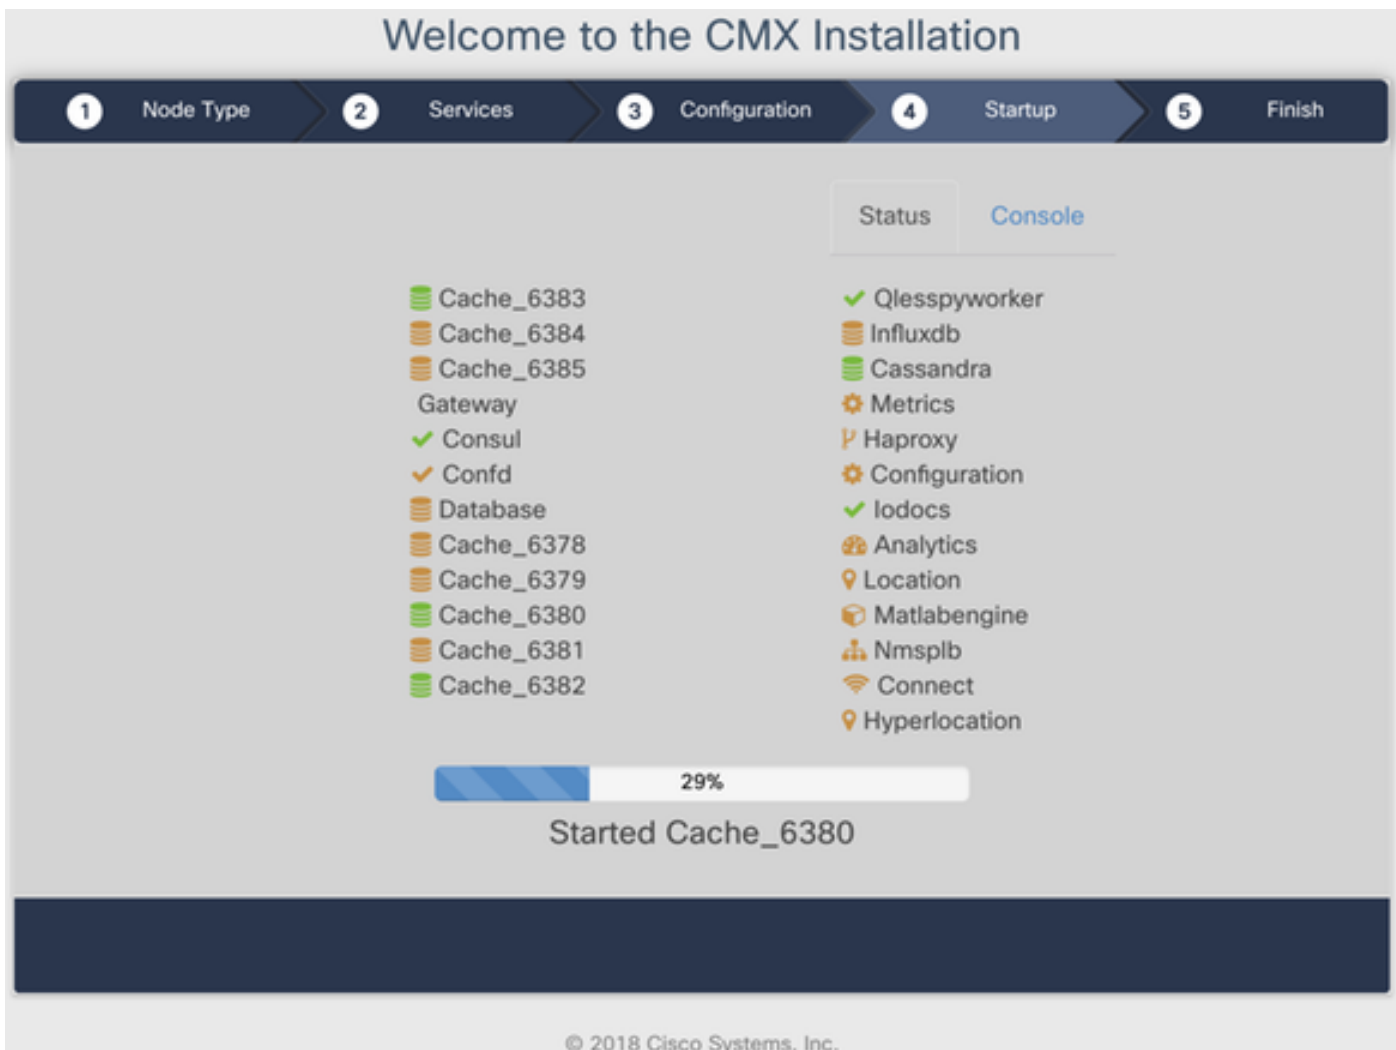 Welcome to the CMX Installation
1 Node Type 2 Services 3 Configuration 4 Startup 5 Finish
Status Console
Cache_6383
Cache_6384
Cache_6385
Gateway
Consul
Confd
Database
Cache_6378
Cache_6379
Cache_6380
Cache_6381
Cache_6382
Qlesspyworker
Influxdb
Cassandra
Metrics
Haproxy
Configuration
Iodocs
Analytics
Location
Matlabengine
Nmsplb
Connect
Hyperlocation
29%
Started Cache_6380
© 2018 Cisco Systems, Inc.